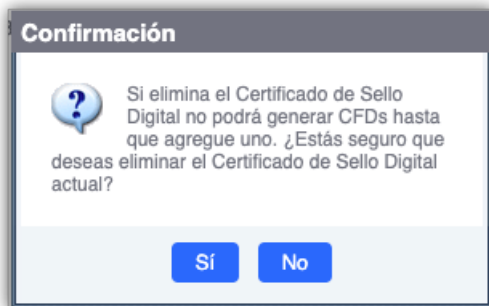 Confirmación
Si elimina el Certificado de Sello
Digital no podrá generar CFDs hasta
que agregue uno. ¿Estás seguro que
deseas eliminar el Certificado de Sello Digital
actual?
Sí
No